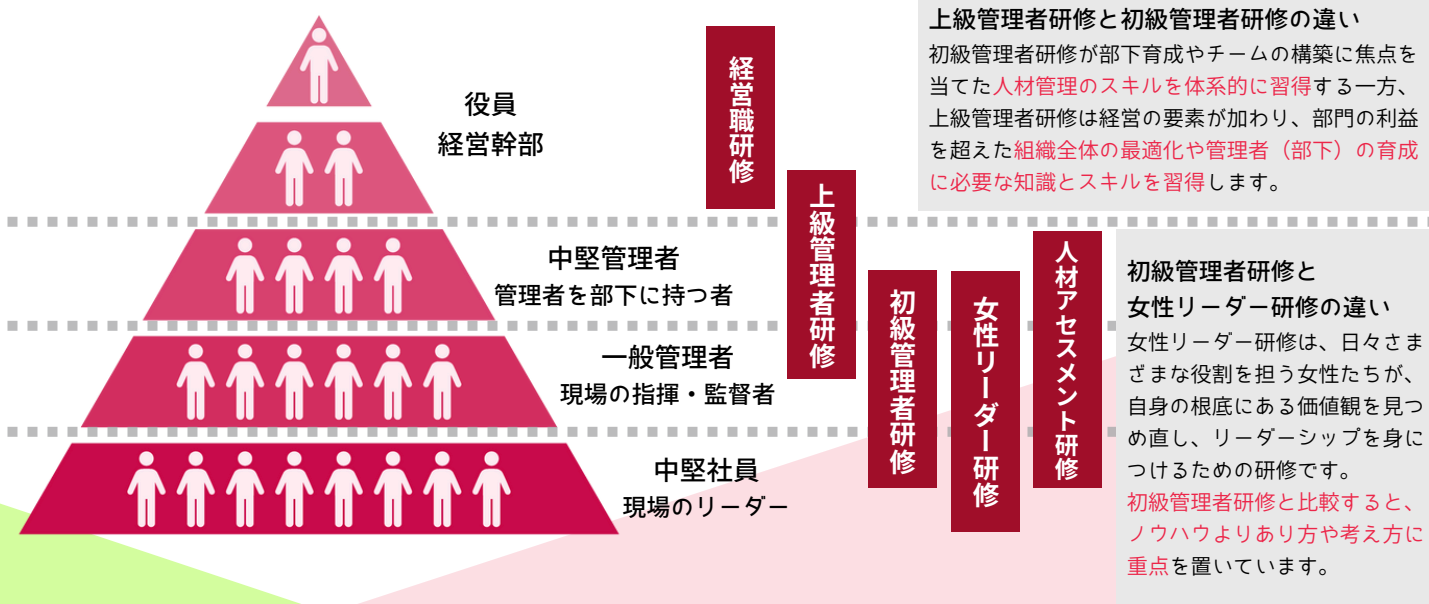 役員
経営幹部
中堅管理者
管理者を部下に持つ者
一般管理者
現場の指揮・監督者
中堅社員
現場のリーダー
経営職研修
上級管理者研修
初級管理者研修
女性リーダー研修
人材アセスメント研修
上級管理者研修と初級管理者研修の違い
初級管理者研修が部下育成やチームの構築に焦点を
当てた人材管理のスキルを体系的に習得する一方、
上級管理者研修は経営の要素が加わり、部門の利益
を超えた組織全体の最適化や管理者（部下）の育成
に必要な知識とスキルを習得します。
初級管理者研修と
女性リーダー研修の違い
女性リーダー研修は、日々さま
ざまな役割を担う女性たちが、
自身の根底にある価値観を見つ
め直し、リーダーシップを身に
つけるための研修です。
初級管理者研修と比較すると、
ノウハウよりあり方や考え方に
重点を置いています。